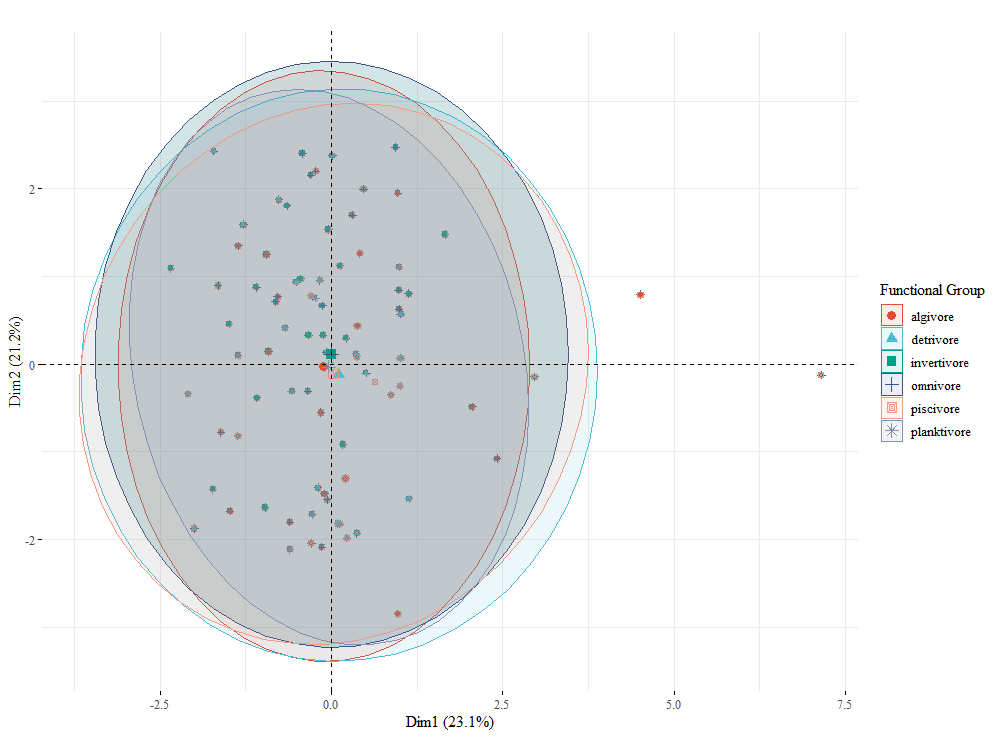 2
0
-2
-2.5
0.0
2.5
5.0
7.5
Dim1 (23.1%)
Dim2 (21.2%)
Functional Group
algivore
detrivore
invertivore
omnivore
piscivore
planktivore